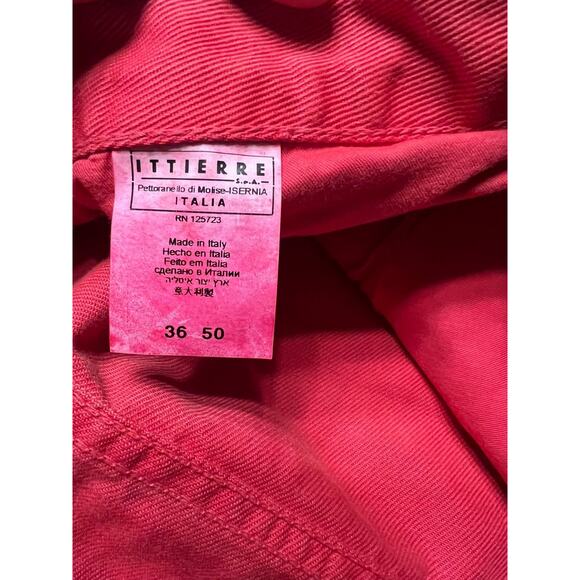 ITTIERRE
S.p.A.
Pettoranello di Molise-ISERNIA
ITALIA
RN 125723
Made in Italy
Hecho en Italia
Feito em Italia
сделано в Италии
ארץ יצור איטליה
意大利製
36 50